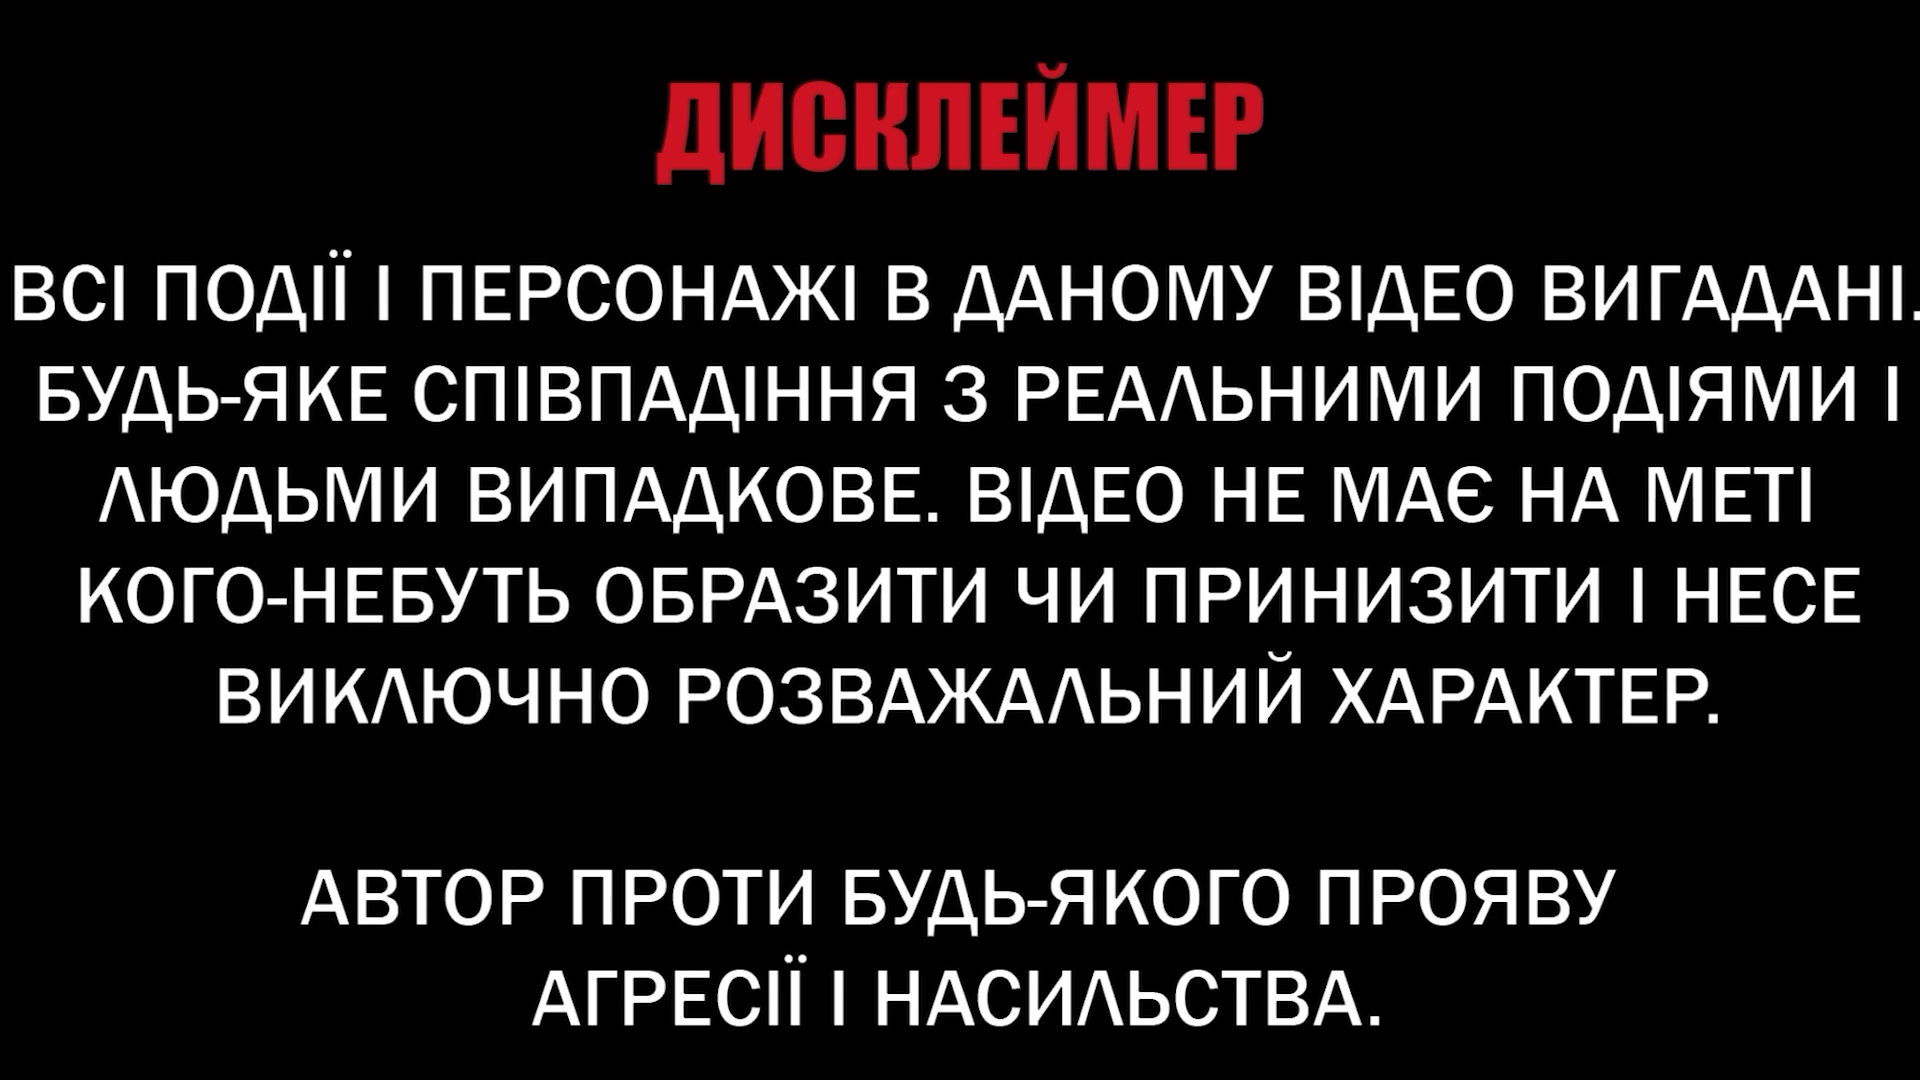 ДИСКЛЕЙМЕР
ВСІ ПОДІЇ І ПЕРСОНАЖІ В ДАНОМУ ВІДЕО ВИГАДАНІ.
БУДЬ-ЯКЕ СПІВПАДІННЯ З РЕАЛЬНИМИ ПОДІЯМИ І
ЛЮДЬМИ ВИПАДКОВЕ. ВІДЕО НЕ МАЄ НА МЕТІ
КОГО-НЕБУТЬ ОБРАЗИТИ ЧИ ПРИНИЗИТИ І НЕСЕ
ВИКЛЮЧНО РОЗВАЖАЛЬНИЙ ХАРАКТЕР.
АВТОР ПРОТИ БУДЬ-ЯКОГО ПРОЯВУ
АГРЕСІЇ І НАСИЛЬСТВА.